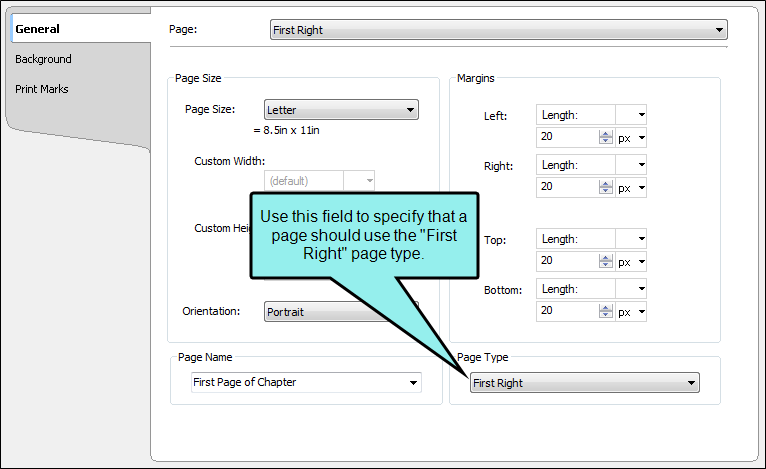 General
Background
Print Marks
Page: First Right
Page Size
Page Size: Letter
= 8.5in x 11in
Custom Width:
(default)
Use this field to specify that a
page should use the "First
Right" page type.
Orientation: Portrait
Margins
Left: Length:
20 px
Right: Length:
20 px
Top: Length:
20 px
Bottom: Length:
20 px
Page Name
First Page of Chapter
Page Type
First Right